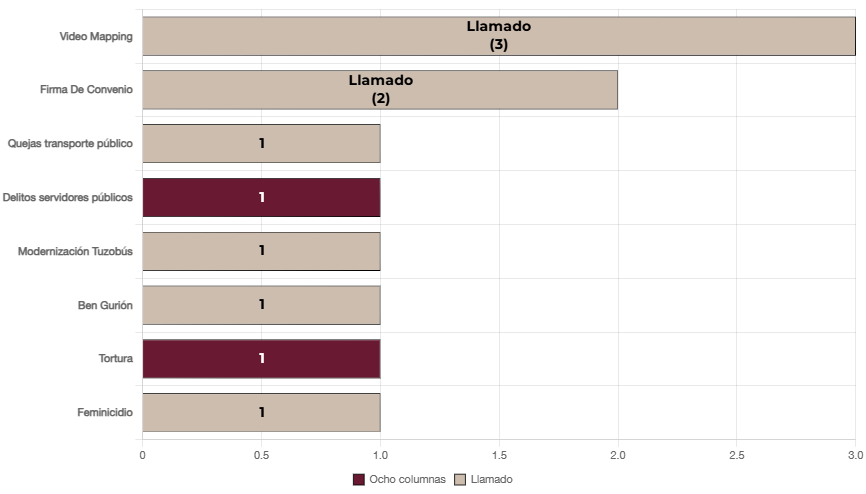 Video Mapping
Llamado
(3)
Firma De Convenio
Llamado
(2)
Quejas transporte público
1
Delitos servidores públicos
1
Modernización Tuzobús
1
Ben Gurión
1
Tortura
1
Feminicidio
1
0 0.5 1.0 1.5 2.0 2.5 3.0
Ocho columnas Llamado